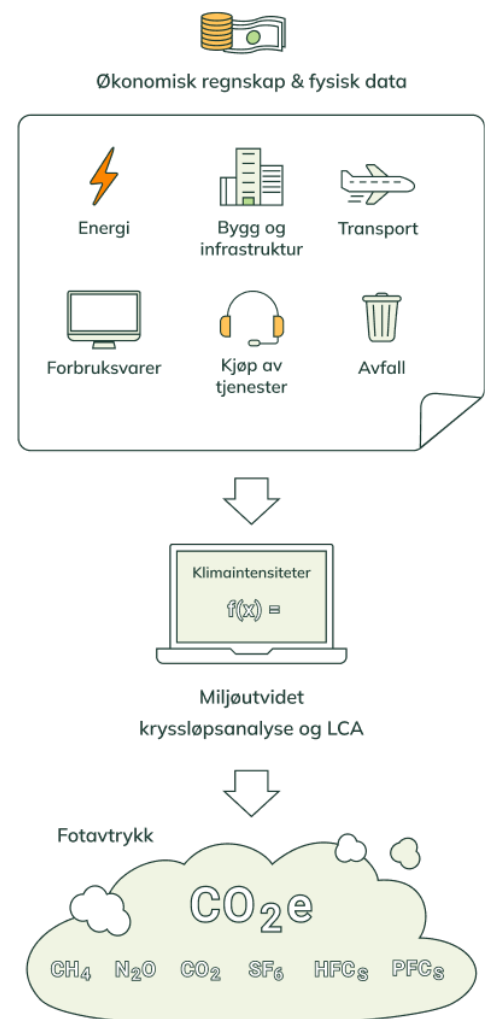 Økonomisk regnskap & fysisk data
Energi
Bygg og
infrastruktur
Transport
Forbruksvarer
Kjøp av
tjenester
Avfall
Klimaintensiteter
f(x) =
Miljøutvidet
kryssløpsanalyse og LCA
Fotavtrykk
CO₂e
CH₄ N₂O CO₂ SF₆ HFCₛ PFCₛ